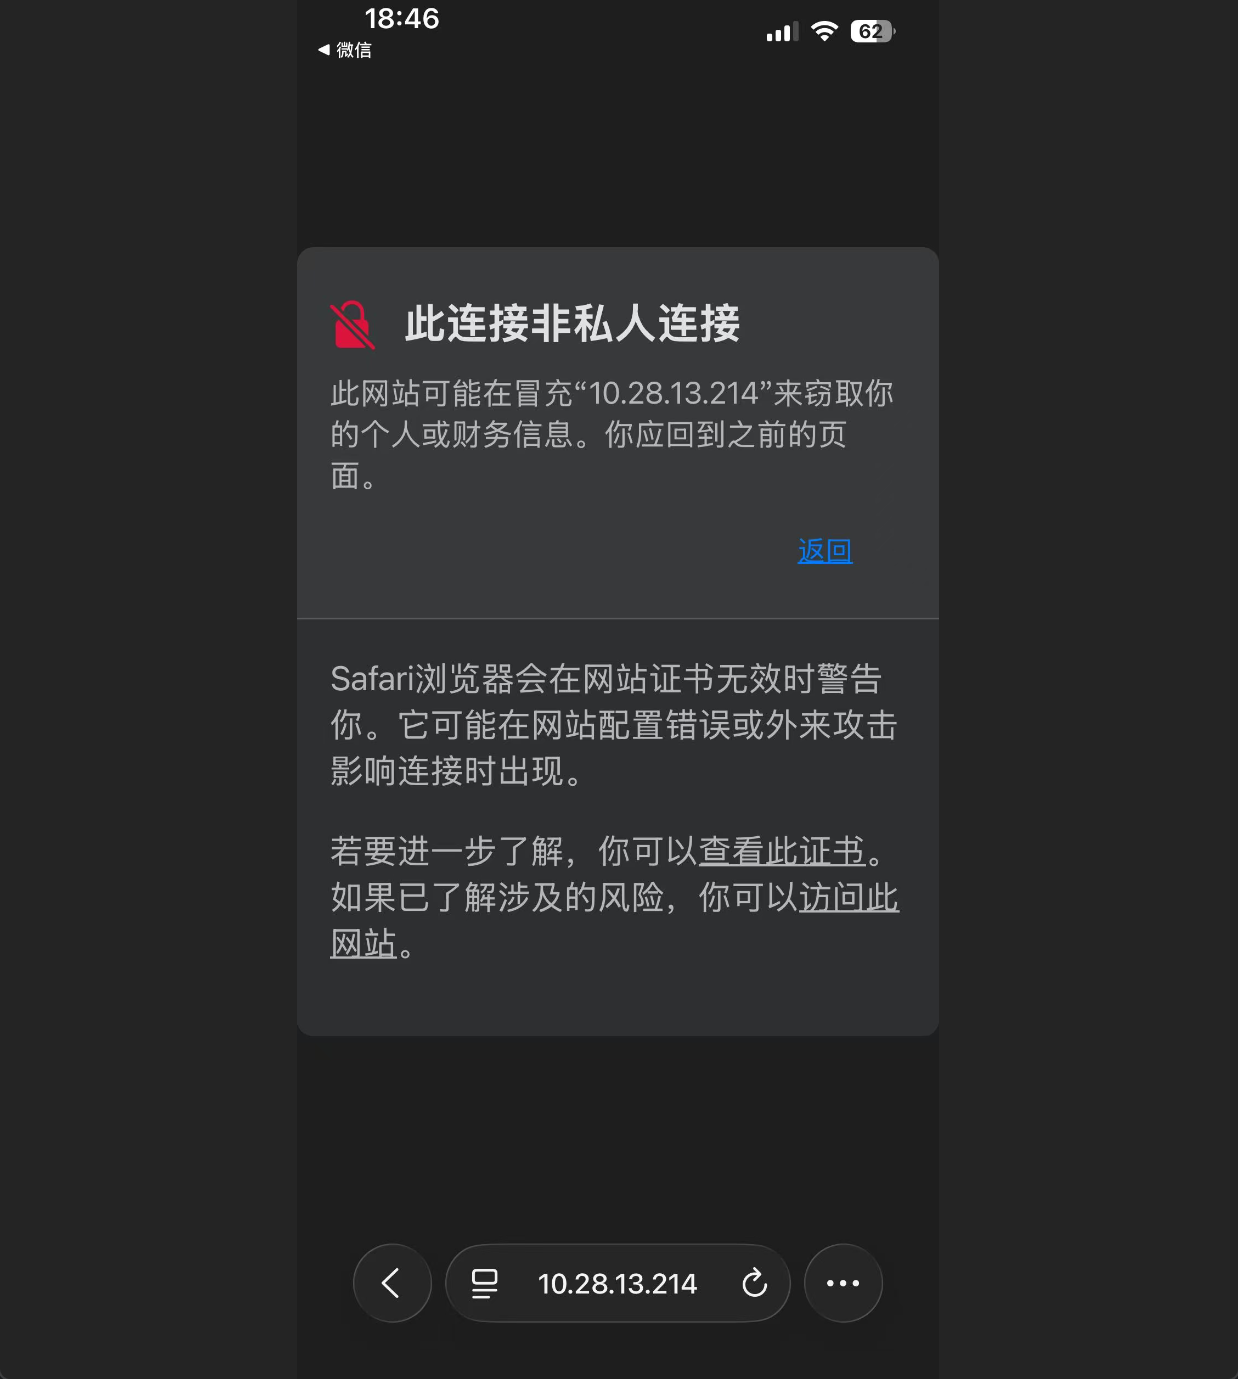 18:46
62
◀ 微信
此连接非私人连接
此网站可能在冒充“10.28.13.214”来窃取你
的个人或财务信息。你应回到之前的页
面。
返回
Safari浏览器会在网站证书无效时警告
你。它可能在网站配置错误或外来攻击
影响连接时出现。
若要进一步了解，你可以查看此证书。
如果已了解涉及的风险，你可以访问此
网站。
10.28.13.214